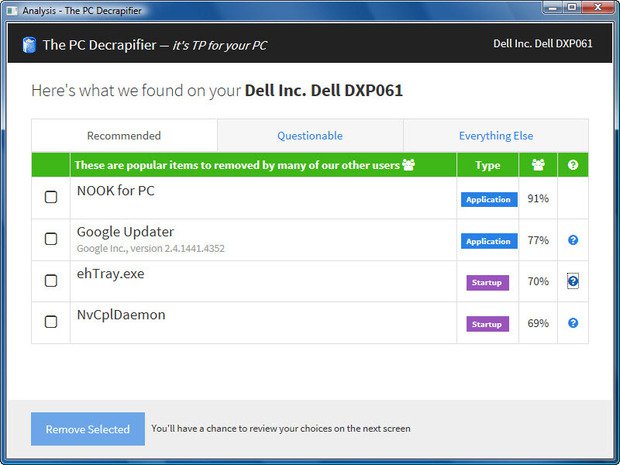 Analysis - The PC Decrapifier
The PC Decrapifier — it's TP for your PC
Dell Inc. Dell DXP061
Here's what we found on your Dell Inc. Dell DXP061
Recommended Questionable Everything Else
These are popular items to removed by many of our other users Type
NOOK for PC Application 91%
Google Updater Application 77%
Google Inc., version 2.4.1441.4352
ehTray.exe Startup 70%
NvCplDaemon Startup 69%
Remove Selected You'll have a chance to review your choices on the next screen